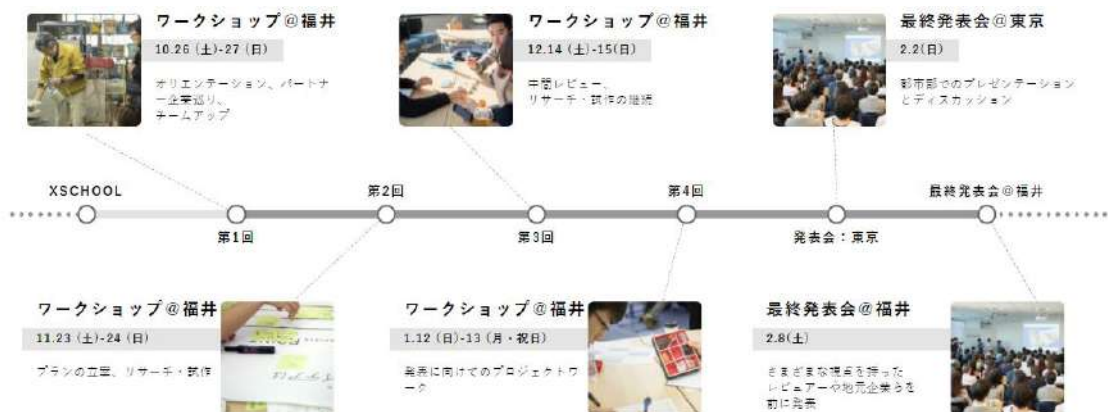 ワークショップ@福井
10.26 (土)-27 (日)
オリエンテーション、パートナ
ー企業巡り、
チームアップ
ワークショップ@福井
12.14 (土)-15(日)
中間レビュー、
リサーチ・試作の継続
最終発表会@東京
2.2(日)
都市部でのプレゼンテーション
とディスカッション
XSCHOOL
第2回
第4回
最終発表会@福井
第1回
第3回
発表会：東京
ワークショップ@福井
11.23 (土)-24 (日)
プランの立案、リサーチ・試作
ワークショップ@福井
1.12 (日)-13 (月・祝日)
発表に向けてのプロジェクトワ
ーク
最終発表会@福井
2.8(土)
さまざまな視点を持った
レビュアーや地元企業らを
前に発表